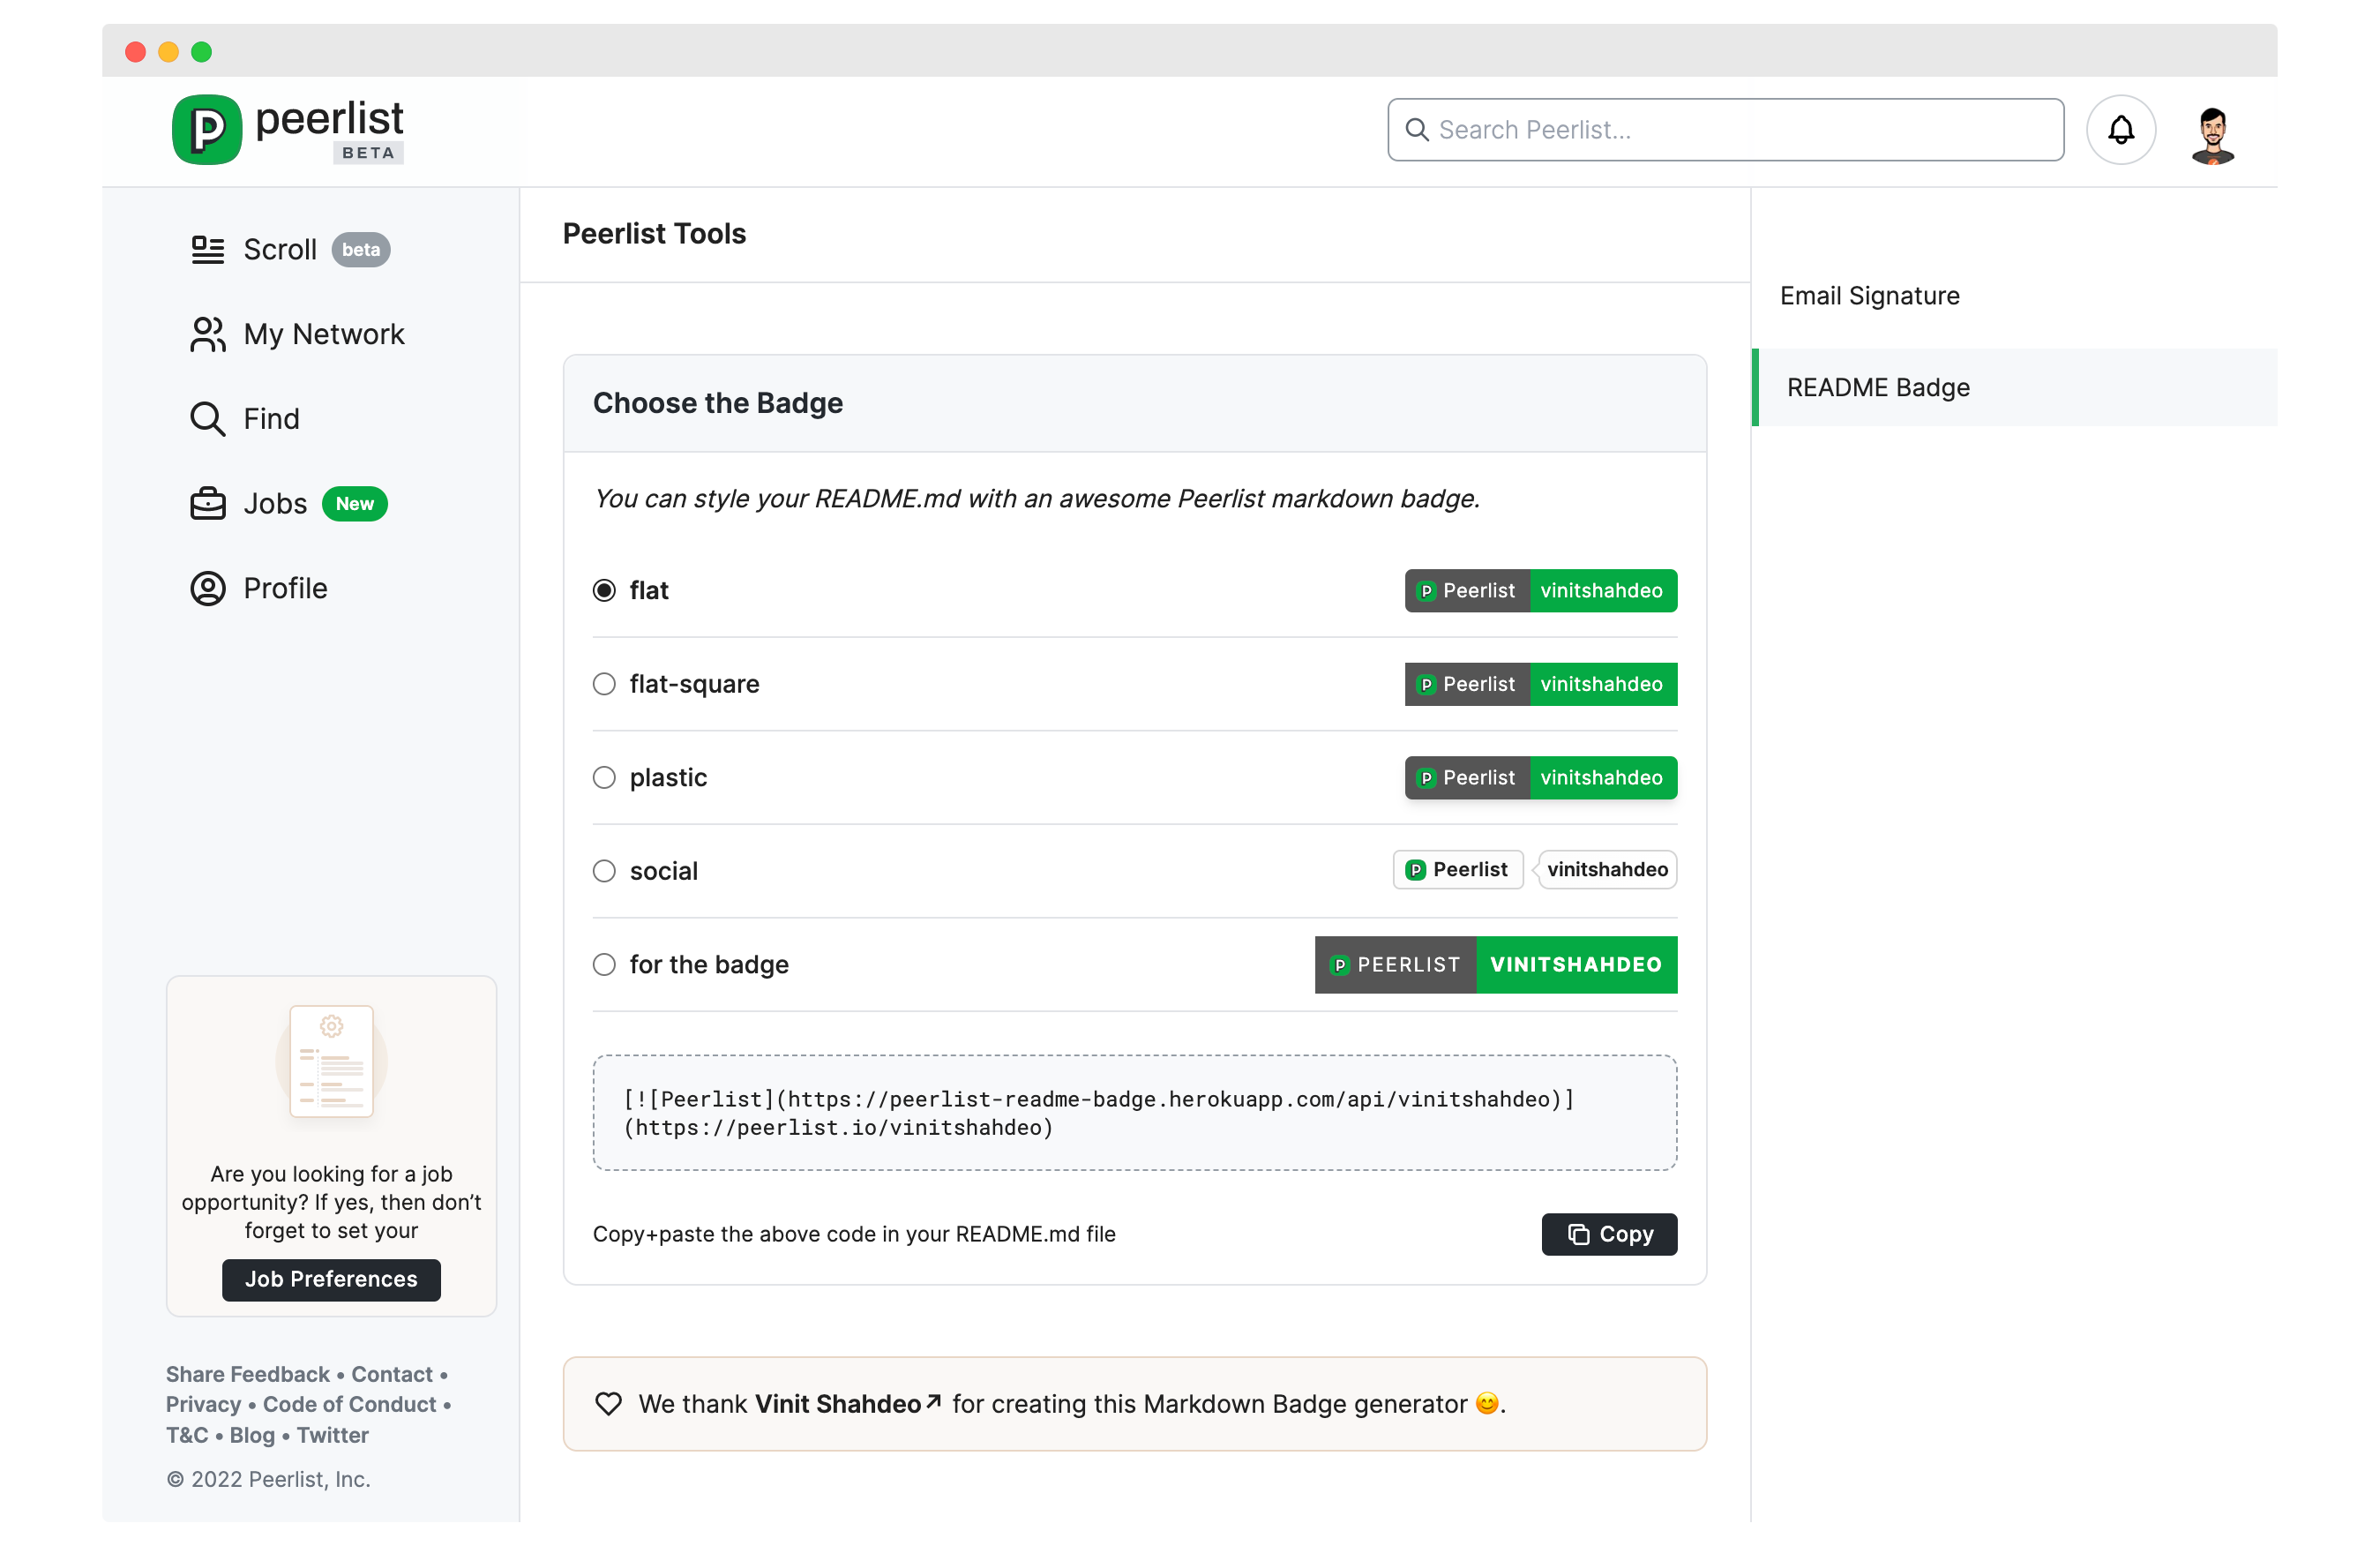 peerlist
BETA
Search Peerlist...
Scroll beta
My Network
Find
Jobs New
Profile
Are you looking for a job
opportunity? If yes, then don’t
forget to set your
Job Preferences
Share Feedback • Contact •
Privacy • Code of Conduct •
T&C • Blog • Twitter
© 2022 Peerlist, Inc.
Peerlist Tools
Choose the Badge
You can style your README.md with an awesome Peerlist markdown badge.
flat Peerlist vinitshahdeo
flat-square Peerlist vinitshahdeo
plastic Peerlist vinitshahdeo
social Peerlist vinitshahdeo
for the badge PEERLIST VINITSHAHDEO
[![Peerlist](https://peerlist-readme-badge.herokuapp.com/api/vinitshahdeo)]
(https://peerlist.io/vinitshahdeo)
Copy+paste the above code in your README.md file
Copy
We thank Vinit Shahdeo↗ for creating this Markdown Badge generator 😊.
Email Signature
README Badge